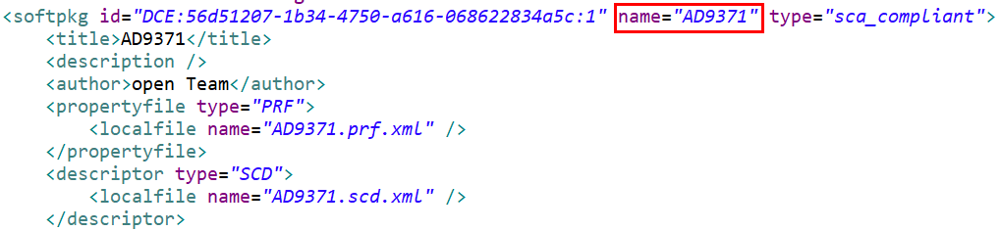 <softpkg id="DCE:56d51207-1b34-4750-a616-068622834a5c:1" name="AD9371" type="sca_compliant">
<title>AD9371</title>
<description />
<author>open Team</author>
<propertyfile type="PRF">
<localfile name="AD9371.prf.xml" />
</propertyfile>
<descriptor type="SCD">
<localfile name="AD9371.scd.xml" />
</descriptor>